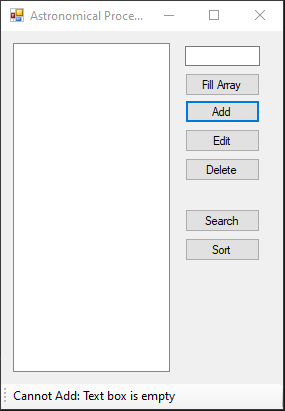 Astronomical Proce...
Fill Array
Add
Edit
Delete
Search
Sort
Cannot Add: Text box is empty